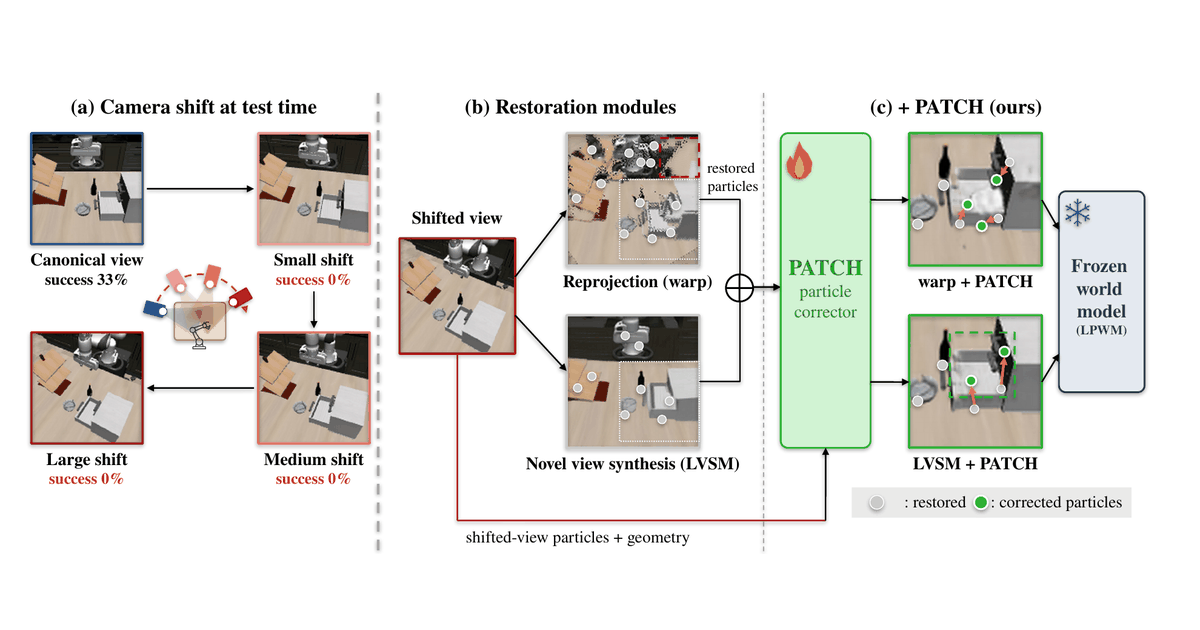 (a) Camera shift at test time
Canonical view
success 33%
Small shift
success 0%
Large shift
success 0%
Medium shift
success 0%
(b) Restoration modules
Shifted view
restored
particles
Reprojection (warp)
Novel view synthesis (LVSM)
shifted-view particles + geometry
(c) + PATCH (ours)
PATCH
particle
corrector
warp + PATCH
LVSM + PATCH
Frozen
world
model
(LPWM)
: restored
: corrected particles